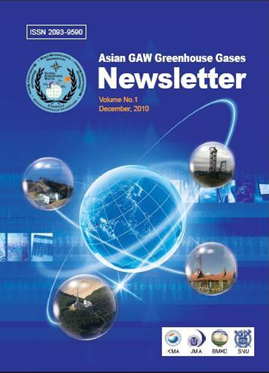 ISSN 2093-9590
Asian GAW Greenhouse Gases
Newsletter
Volume No.1
December, 2010
KMA JMA BMKG SNU